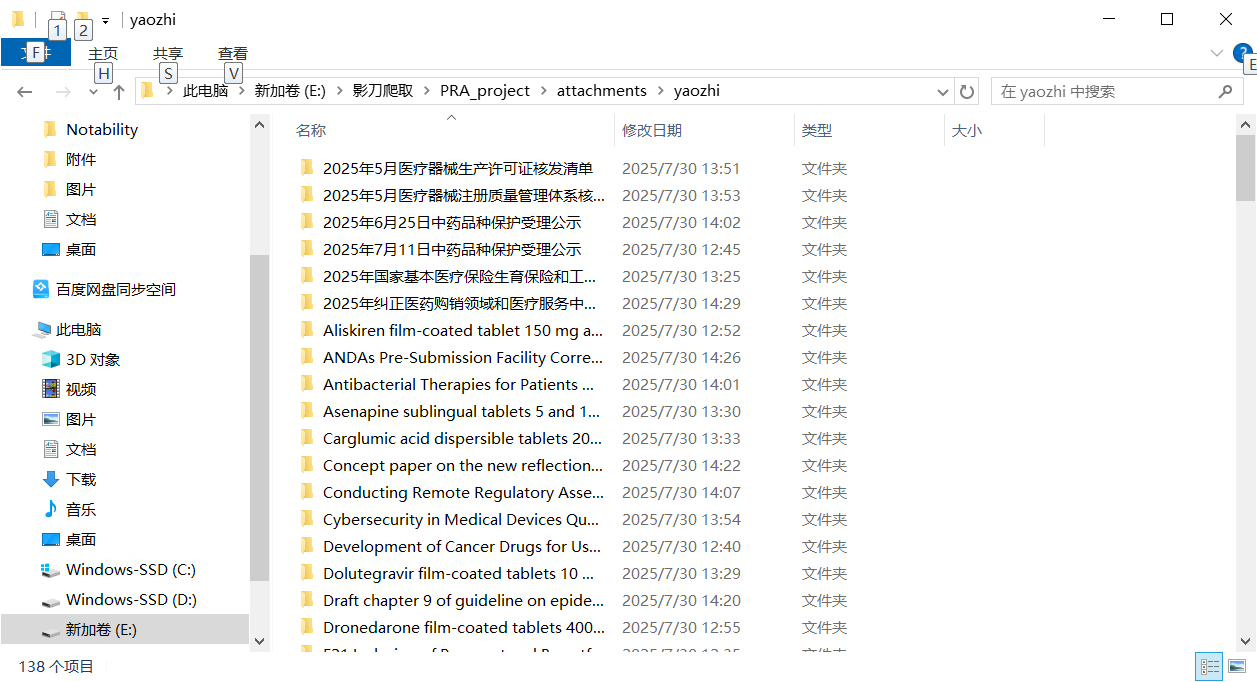 1 2 yaozhi
文件 F 主页 共享 查看 ?
H S V E
此电脑 新加卷 (E:) 影刀爬取 PRA_project attachments yaozhi 在 yaozhi 中搜索
名称 修改日期 类型 大小
Notability
附件
图片
文档
桌面
百度网盘同步空间
此电脑
3D 对象
视频
图片
文档
下载
音乐
桌面
Windows-SSD (C:)
Windows-SSD (D:)
新加卷 (E:)
2025年5月医疗器械生产许可证核发清单 2025/7/30 13:51 文件夹
2025年5月医疗器械注册质量管理体系核... 2025/7/30 13:53 文件夹
2025年6月25日中药品种保护受理公示 2025/7/30 14:02 文件夹
2025年7月11日中药品种保护受理公示 2025/7/30 12:45 文件夹
2025年国家基本医疗保险生育保险和工... 2025/7/30 13:25 文件夹
2025年纠正医药购销领域和医疗服务中... 2025/7/30 14:29 文件夹
Aliskiren film-coated tablet 150 mg a... 2025/7/30 12:52 文件夹
ANDAs Pre-Submission Facility Corre... 2025/7/30 14:26 文件夹
Antibacterial Therapies for Patients ... 2025/7/30 14:01 文件夹
Asenapine sublingual tablets 5 and 1... 2025/7/30 13:30 文件夹
Carglumic acid dispersible tablets 20... 2025/7/30 13:33 文件夹
Concept paper on the new reflection... 2025/7/30 14:22 文件夹
Conducting Remote Regulatory Asse... 2025/7/30 14:07 文件夹
Cybersecurity in Medical Devices Qu... 2025/7/30 13:54 文件夹
Development of Cancer Drugs for Us... 2025/7/30 12:40 文件夹
Dolutegravir film-coated tablets 10 ... 2025/7/30 13:29 文件夹
Draft chapter 9 of guideline on epide... 2025/7/30 14:20 文件夹
Dronedarone film-coated tablets 400... 2025/7/30 12:55 文件夹
138 个项目